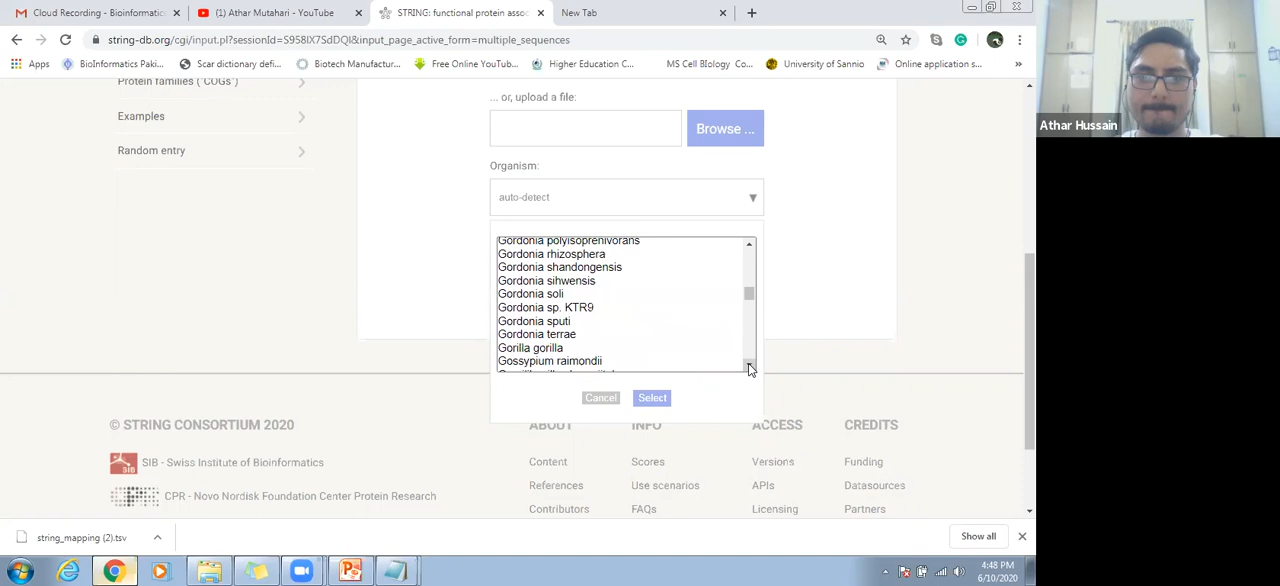 Cloud Recording - Bioinformatics
(1) Athar Mutahari - YouTube
STRING: functional protein assoc
New Tab
string-db.org/cgi/input.pl?sessionId=S958IX7SdDQl&input_page_active_form=multiple_sequences
Apps
BioInformatics Paki...
Scar dictionary defi...
Biotech Manufactur...
Free Online YouTub...
Higher Education C...
MS Cell BIology Co...
University of Sannio
Online application s...
»
Athar Hussain
Protein families ('COGs')
Examples
Random entry
... or, upload a file:
Browse ...
Organism:
auto-detect
Gordonia polyisoprenivorans
Gordonia rhizosphera
Gordonia shandongensis
Gordonia sihwensis
Gordonia soli
Gordonia sp. KTR9
Gordonia sputi
Gordonia terrae
Gorilla gorilla
Gossypium raimondii
Cancel
Select
© STRING CONSORTIUM 2020
SIB - Swiss Institute of Bioinformatics
CPR - Novo Nordisk Foundation Center Protein Research
ABOUT
Content
References
Contributors
INFO
Scores
Use scenarios
FAQs
ACCESS
Versions
APIs
Licensing
CREDITS
Funding
Datasources
Partners
string_mapping (2).tsv
Show all
4:48 PM
6/10/2020